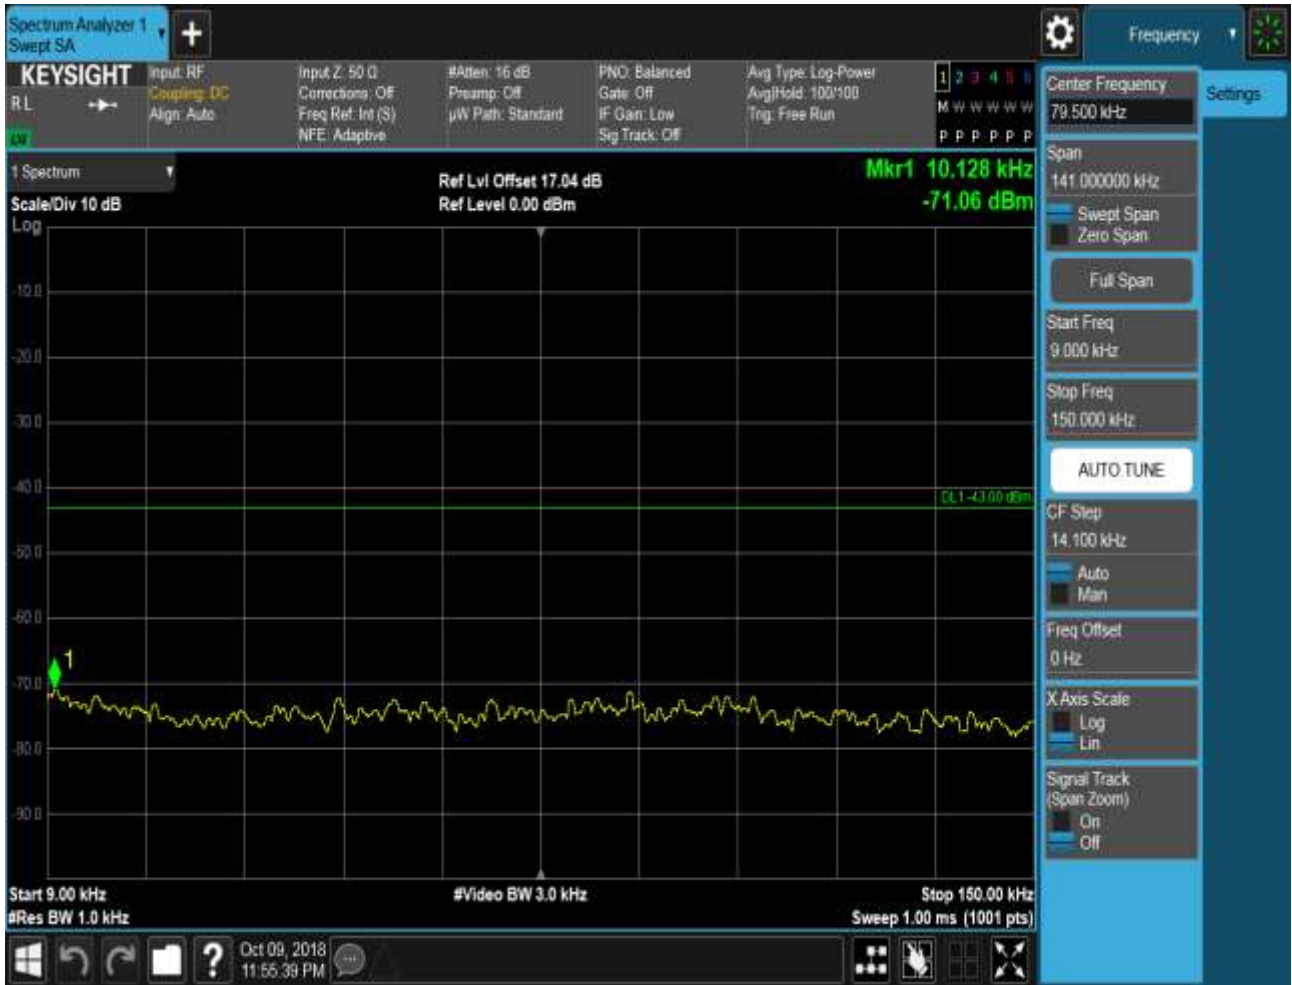 Spectrum Analyzer 1
Swept SA
Frequency
KEYSIGHT
RL
Input: RF
Coupling: DC
Align: Auto
Input Z: 50 Ω
Corrections: Off
Freq Ref: Int (S)
NFE: Adaptive
#Atten: 16 dB
Preamp: Off
µW Path: Standard
PNO: Balanced
Gate: Off
IF Gain: Low
Sig Track: Off
Avg Type: Log-Power
Avg|Hold: 100/100
Trig: Free Run
1 2 3 4 5 6
M W W W W W
P P P P P P
1 Spectrum
Scale/Div 10 dB
Log
Ref Lvl Offset 17.04 dB
Ref Level 0.00 dBm
Mkr1 10.128 kHz
-71.06 dBm
-10.0
-20.0
-30.0
-40.0
DL1 -43.00 dBm
-50.0
-60.0
1
-70.0
-80.0
-90.0
Start 9.00 kHz
#Res BW 1.0 kHz
#Video BW 3.0 kHz
Stop 150.00 kHz
Sweep 1.00 ms (1001 pts)
Center Frequency
79.500 kHz
Settings
Span
141.000000 kHz
Swept Span
Zero Span
Full Span
Start Freq
9.000 kHz
Stop Freq
150.000 kHz
AUTO TUNE
CF Step
14.100 kHz
Auto
Man
Freq Offset
0 Hz
X Axis Scale
Log
Lin
Signal Track
(Span Zoom)
On
Off
?
Oct 09, 2018
11:55:39 PM